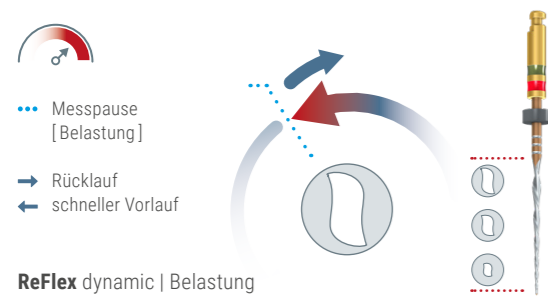 Messpause
[Belastung]
Rücklauf
schneller Vorlauf
ReFlex dynamic | Belastung